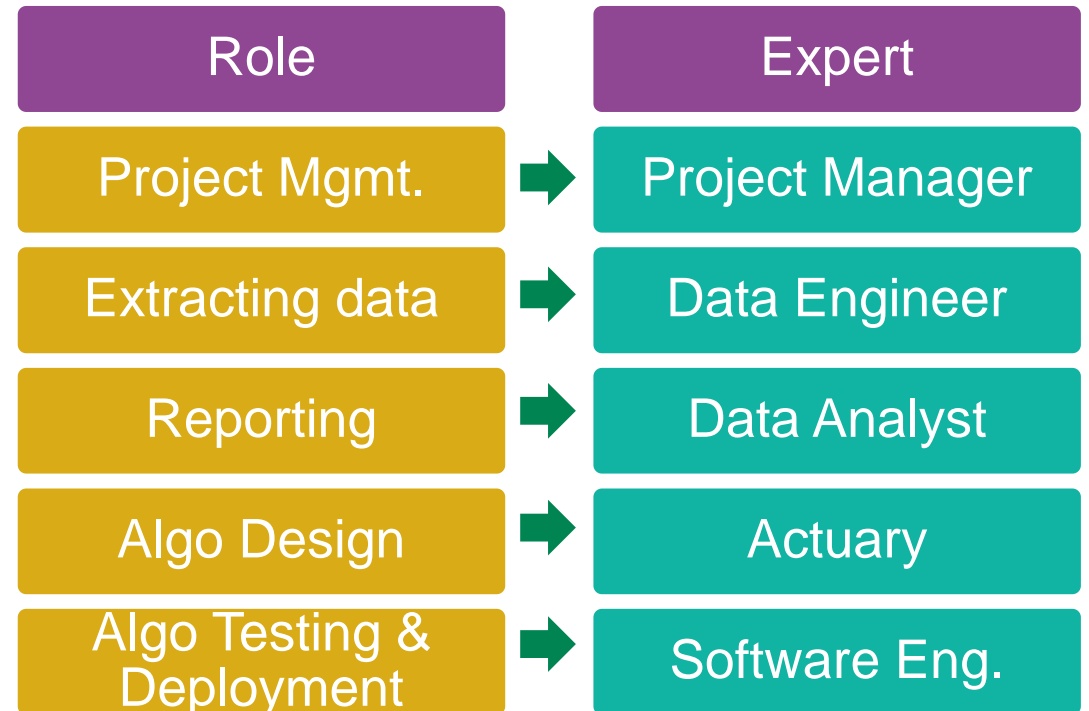 Role
Expert
Project Mgmt.
Project Manager
Extracting data
Data Engineer
Reporting
Data Analyst
Algo Design
Actuary
Algo Testing &
Deployment
Software Eng.